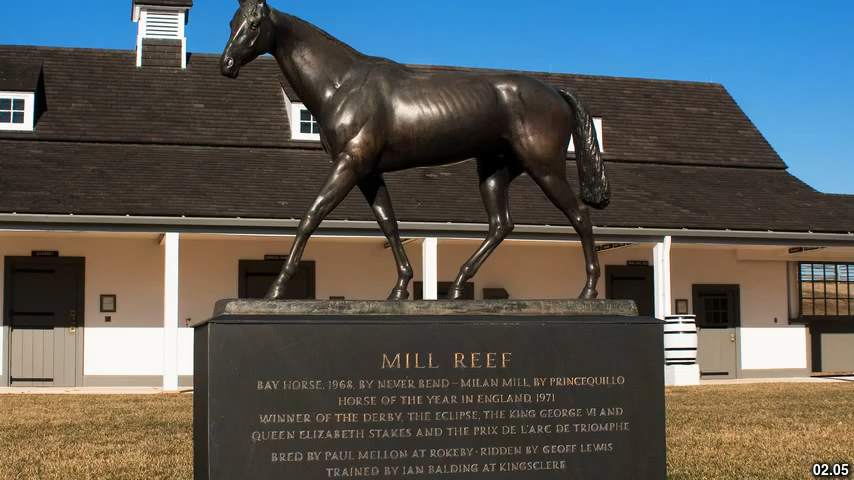 MILL REEF
BAY HORSE, 1968, BY NEVER BEND – MILAN MILL, BY PRINCEQUILLO
HORSE OF THE YEAR IN ENGLAND, 1971
WINNER OF THE DERBY, THE ECLIPSE, THE KING GEORGE VI AND
QUEEN ELIZABETH STAKES AND THE PRIX DE L'ARC DE TRIOMPHE
BRED BY PAUL MELLON AT ROKEBY · RIDDEN BY GEOFF LEWIS
TRAINED BY IAN BALDING AT KINGSCLERE
02.05